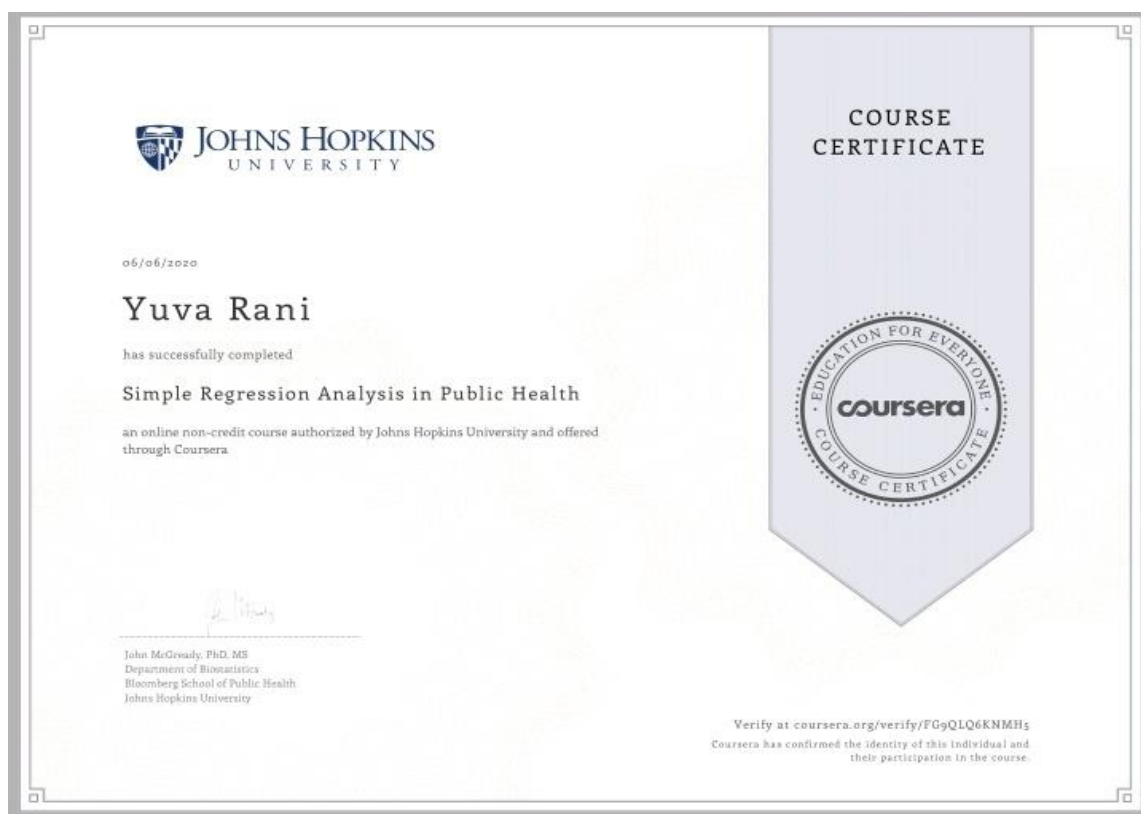 JOHNS HOPKINS
UNIVERSITY
06/06/2020
Yuva Rani
has successfully completed
Simple Regression Analysis in Public Health
an online non-credit course authorized by Johns Hopkins University and offered
through Coursera
John McGready, PhD, MS
Department of Biostatistics
Bloomberg School of Public Health
Johns Hopkins University
COURSE
CERTIFICATE
EDUCATION FOR EVERYONE
coursera
COURSE CERTIFICATE
Verify at coursera.org/verify/FG9QLQ6KNMH5
Coursera has confirmed the identity of this individual and
their participation in the course.